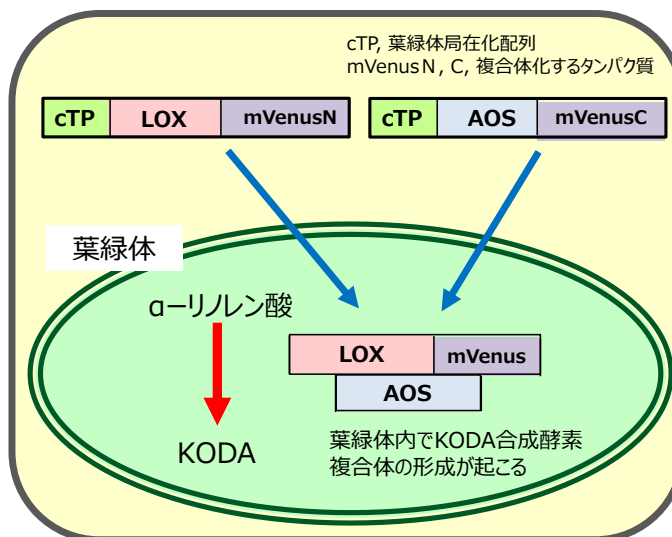 cTP, 葉緑体局在化配列
mVenusN, C, 複合体化するタンパク質
cTP LOX mVenusN
cTP AOS mVenusC
葉緑体
α－リノレン酸
KODA
LOX mVenus
AOS
葉緑体内でKODA合成酵素
複合体の形成が起こる